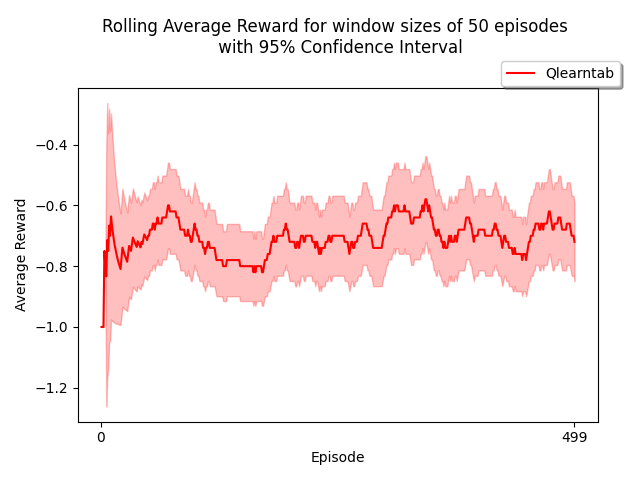 Rolling Average Reward for window sizes of 50 episodes
with 95% Confidence Interval
Qlearntab
−0.4
−0.6
−0.8
−1.0
−1.2
Average Reward
0
499
Episode